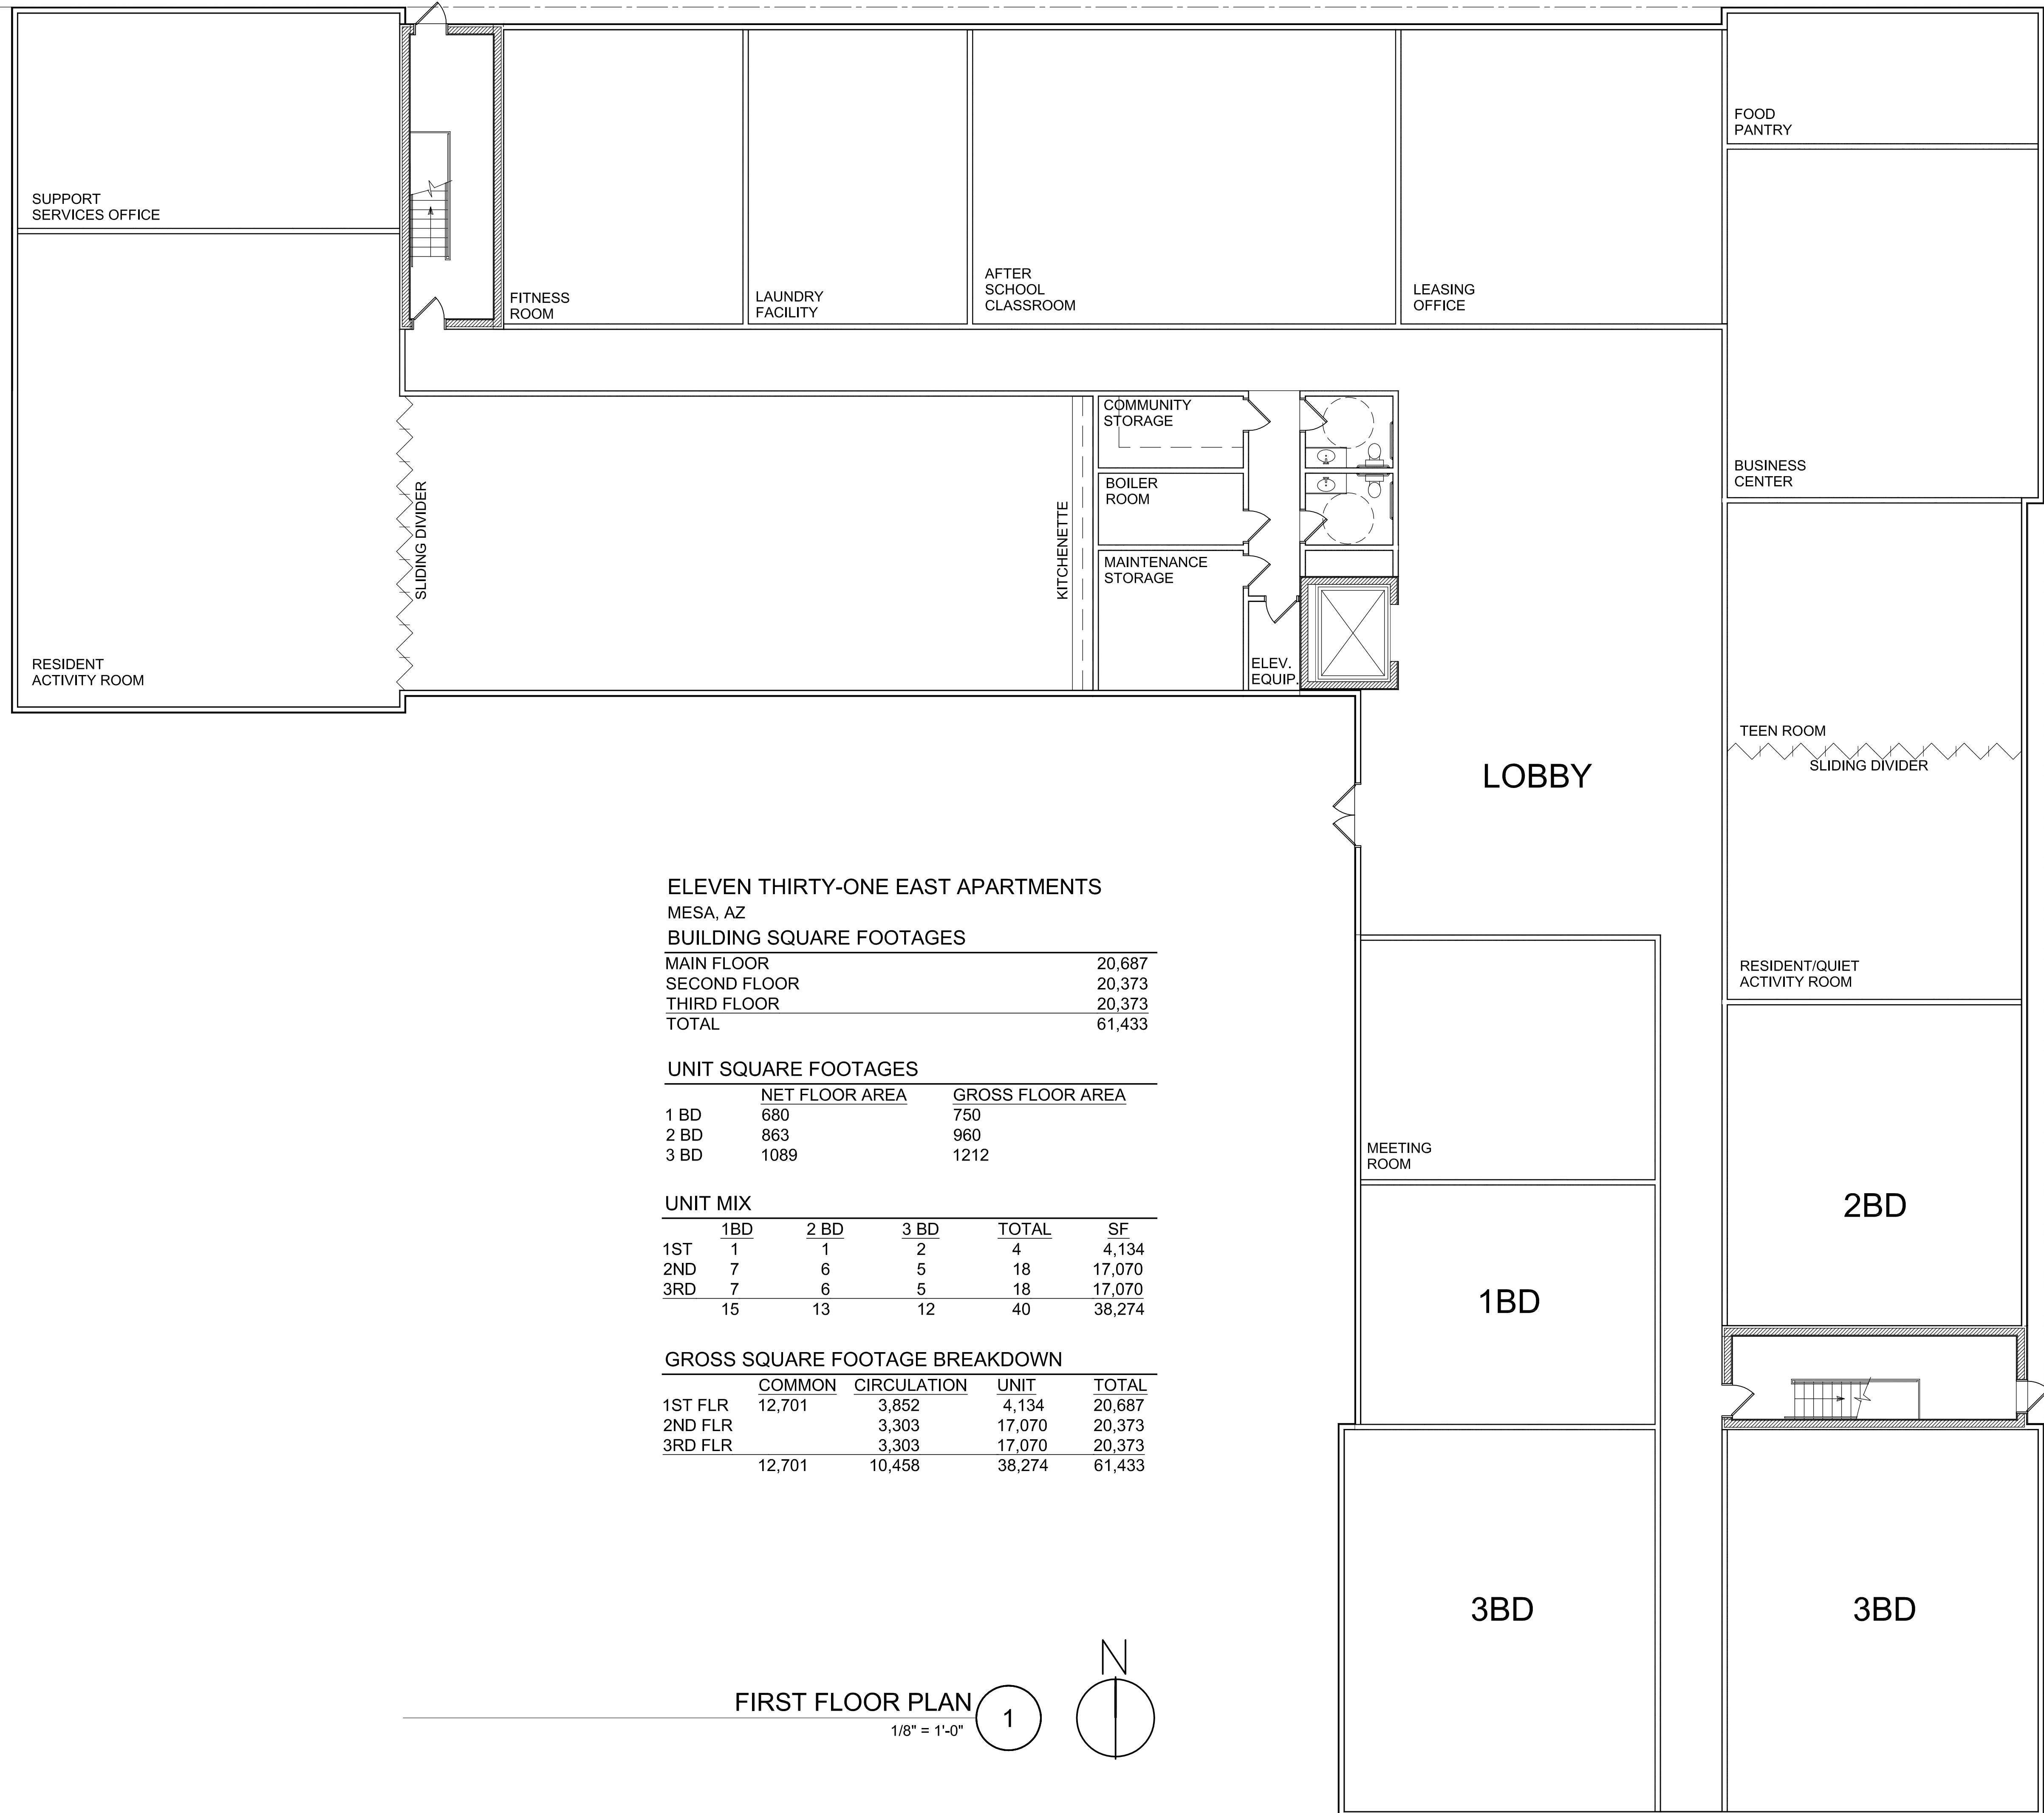 FOOD
PANTRY
SUPPORT
SERVICES OFFICE
FITNESS
ROOM
LAUNDRY
FACILITY
AFTER
SCHOOL
CLASSROOM
LEASING
OFFICE
COMMUNITY
STORAGE
BUSINESS
CENTER
BOILER
ROOM
SLIDING DIVIDER
KITCHENETTE
MAINTENANCE
STORAGE
RESIDENT
ACTIVITY ROOM
ELEV.
EQUIP.
TEEN ROOM
SLIDING DIVIDER
LOBBY
RESIDENT/QUIET
ACTIVITY ROOM
MEETING
ROOM
2BD
1BD
3BD
3BD
ELEVEN THIRTY-ONE EAST APARTMENTS
MESA, AZ
BUILDING SQUARE FOOTAGES
MAIN FLOOR 20,687
SECOND FLOOR 20,373
THIRD FLOOR 20,373
TOTAL 61,433
UNIT SQUARE FOOTAGES
NET FLOOR AREA GROSS FLOOR AREA
1 BD 680 750
2 BD 863 960
3 BD 1089 1212
UNIT MIX
1BD 2 BD 3 BD TOTAL SF
1ST 1 1 2 4 4,134
2ND 7 6 5 18 17,070
3RD 7 6 5 18 17,070
15 13 12 40 38,274
GROSS SQUARE FOOTAGE BREAKDOWN
COMMON CIRCULATION UNIT TOTAL
1ST FLR 12,701 3,852 4,134 20,687
2ND FLR 3,303 17,070 20,373
3RD FLR 3,303 17,070 20,373
12,701 10,458 38,274 61,433
N
FIRST FLOOR PLAN 1
1/8" = 1'-0"